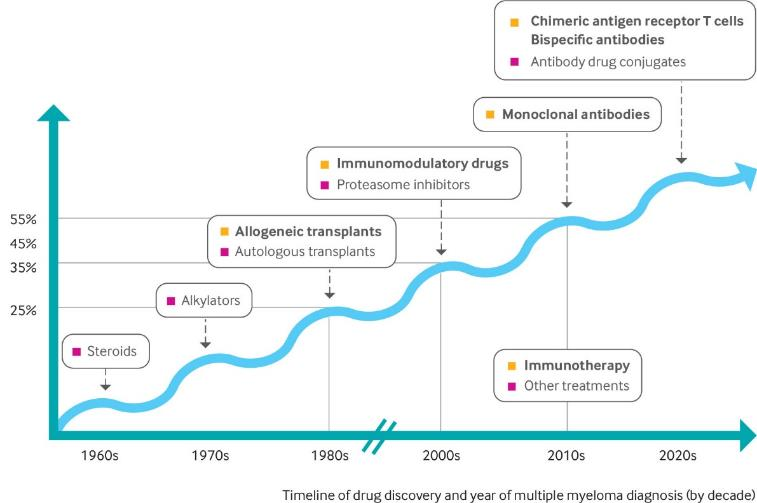 Chimeric antigen receptor T cells
Bispecific antibodies
Antibody drug conjugates
Monoclonal antibodies
Immunomodulatory drugs
Proteasome inhibitors
Allogeneic transplants
Autologous transplants
Alkylators
Steroids
55%
45%
35%
25%
Immunotherapy
Other treatments
1960s 1970s 1980s 2000s 2010s 2020s
Timeline of drug discovery and year of multiple myeloma diagnosis (by decade)